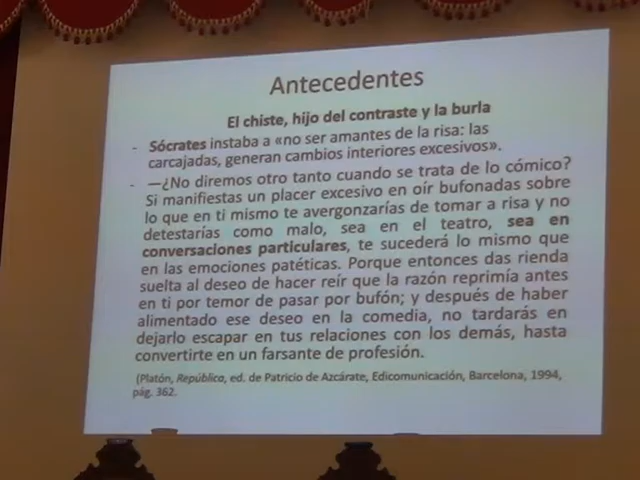 Antecedentes
El chiste, hijo del contraste y la burla
- Sócrates instaba a «no ser amantes de la risa: las
carcajadas, generan cambios interiores excesivos».
- —¿No diremos otro tanto cuando se trata de lo cómico?
Si manifiestas un placer excesivo en oír bufonadas sobre
lo que en ti mismo te avergonzarías de tomar a risa y no
detestarías como malo, sea en el teatro, sea en
conversaciones particulares, te sucederá lo mismo que
en las emociones patéticas. Porque entonces das rienda
suelta al deseo de hacer reír que la razón reprimía antes
en ti por temor de pasar por bufón; y después de haber
alimentado ese deseo en la comedia, no tardarás en
dejarlo escapar en tus relaciones con los demás, hasta
convertirte en un farsante de profesión.
(Platón, República, ed. de Patricio de Azcárate, Edicomunicación, Barcelona, 1994,
pág. 362.